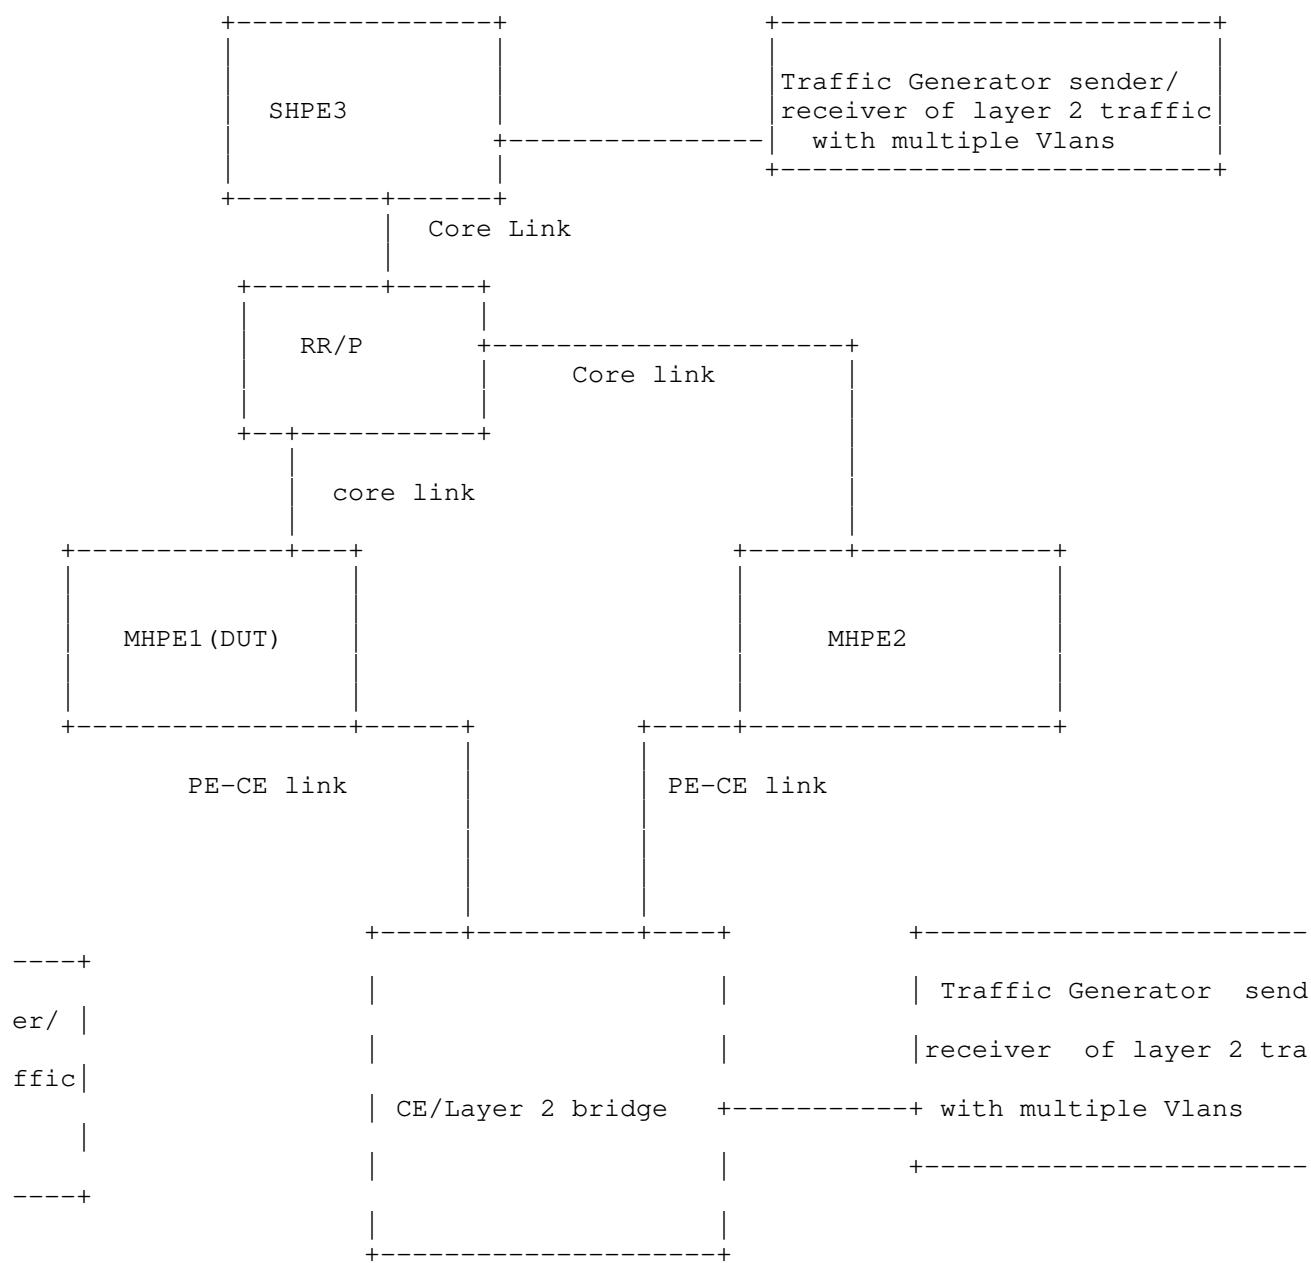 Traffic Generator sender/
SHPE3 receiver of layer 2 traffic
with multiple Vlans
Core Link
RR/P
Core link
core link
MHPE1(DUT) MHPE2
PE-CE link PE-CE link
Traffic Generator  send
er/
receiver  of layer 2 tra
ffic
CE/Layer 2 bridge with multiple Vlans